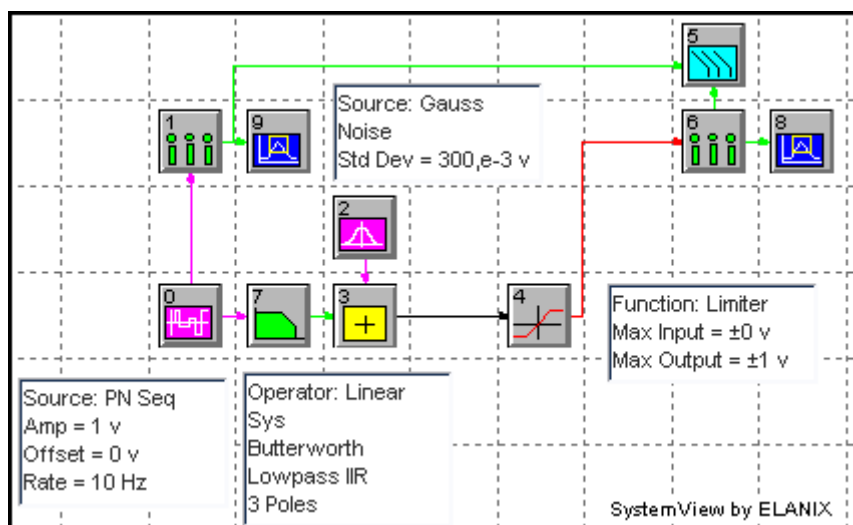 5
1
9
Source: Gauss
Noise
Std Dev = 300,e-3 v
6
8
2
0
7
3
4
Function: Limiter
Max Input = ±0 v
Max Output = ±1 v
Source: PN Seq
Amp = 1 v
Offset = 0 v
Rate = 10 Hz
Operator: Linear
Sys
Butterworth
Lowpass IIR
3 Poles
SystemView by ELANIX